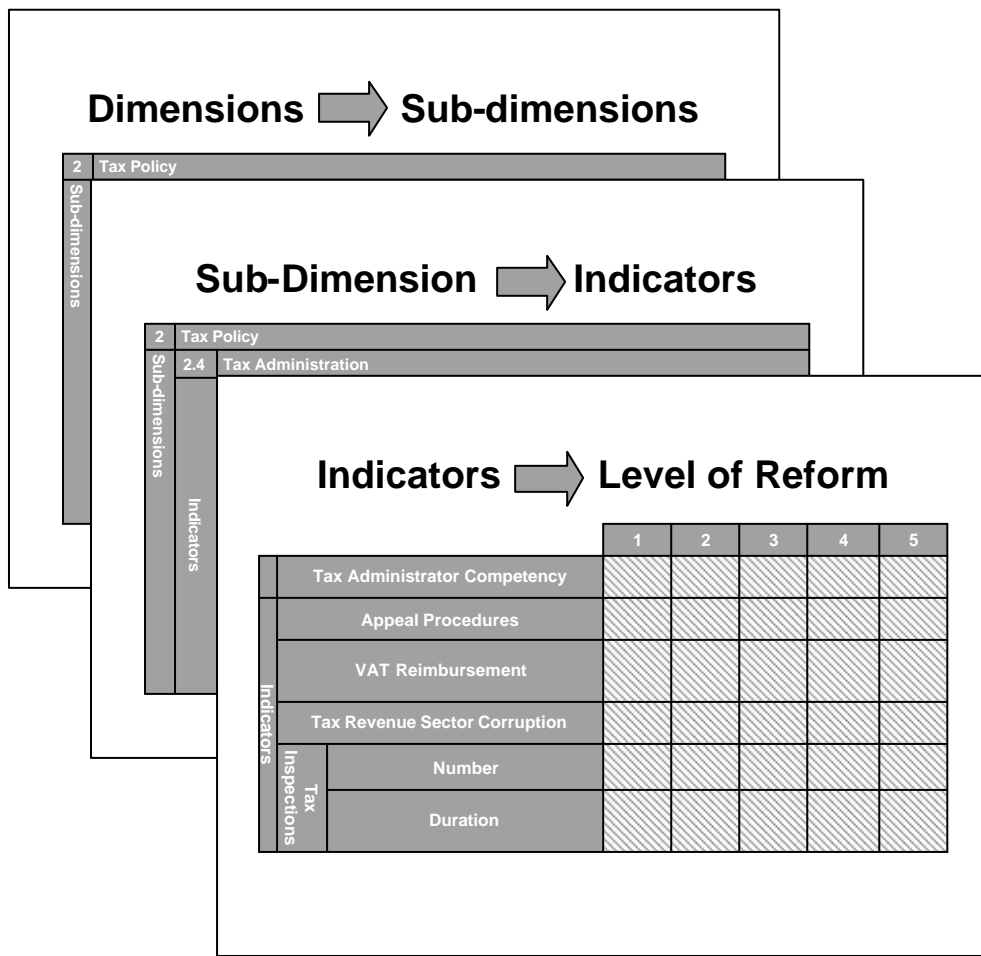 Dimensions Sub-dimensions
2 Tax Policy
Sub-dimensions
Sub-Dimension Indicators
2 Tax Policy
Sub-dimensions
2.4 Tax Administration
Indicators
Indicators Level of Reform
1 2 3 4 5
Indicators
Tax Administrator Competency
Appeal Procedures
VAT Reimbursement
Tax Revenue Sector Corruption
Tax
Inspections
Number
Duration